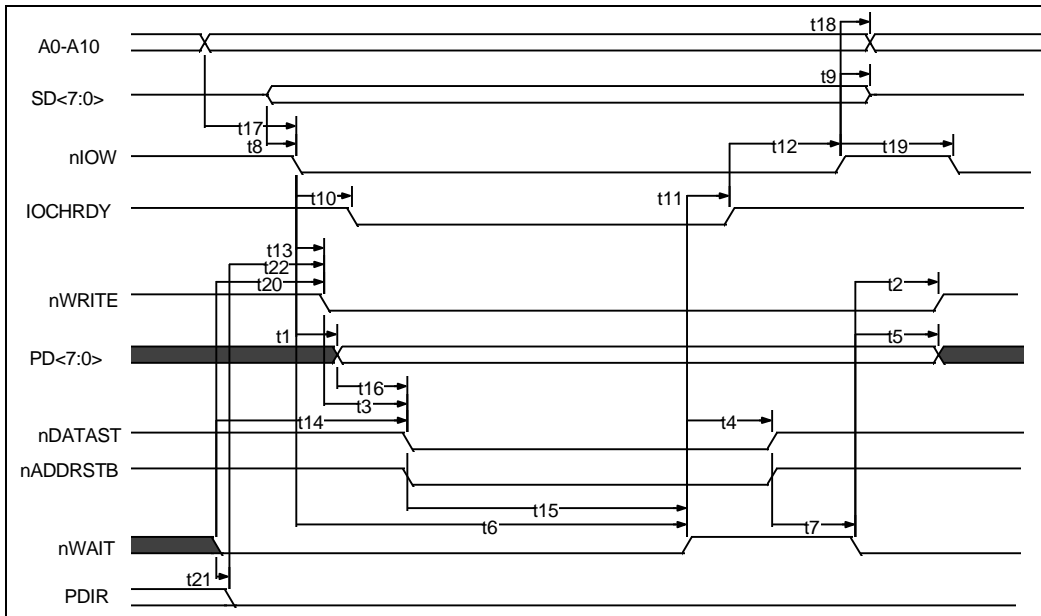 t18
A0-A10
t9
SD<7:0>
t17
t8
t12
t19
nIOW
t10
t11
IOCHRDY
t13
t22
t20
t2
nWRITE
t1
t5
PD<7:0>
t16
t3
t14
t4
nDATAST
nADDRSTB
t15
t6
t7
nWAIT
t21
PDIR